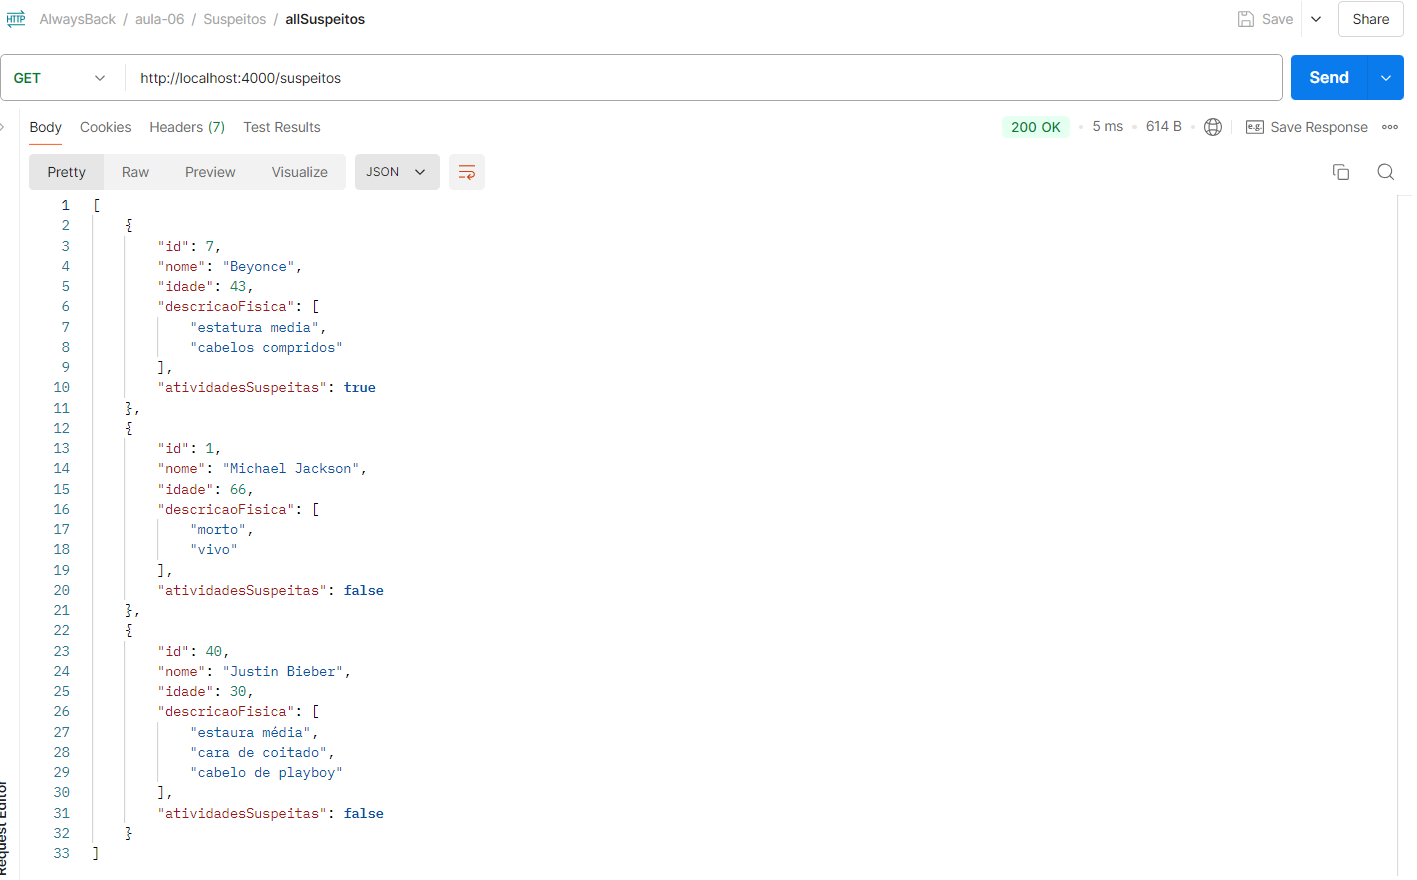 HTTP AlwaysBack / aula-06 / Suspeitos / allSuspeitos Save Share
GET http://localhost:4000/suspeitos Send
Body Cookies Headers (7) Test Results 200 OK 5 ms 614 B e.g. Save Response
Pretty Raw Preview Visualize JSON
1 [
2 {
3 "id": 7,
4 "nome": "Beyonce",
5 "idade": 43,
6 "descricaoFisica": [
7 "estatura media",
8 "cabelos compridos"
9 ],
10 "atividadesSuspeitas": true
11 },
12 {
13 "id": 1,
14 "nome": "Michael Jackson",
15 "idade": 66,
16 "descricaoFisica": [
17 "morto",
18 "vivo"
19 ],
20 "atividadesSuspeitas": false
21 },
22 {
23 "id": 40,
24 "nome": "Justin Bieber",
25 "idade": 30,
26 "descricaoFisica": [
27 "estaura média",
28 "cara de coitado",
29 "cabelo de playboy"
30 ],
31 "atividadesSuspeitas": false
32 }
33 ]
Request Editor